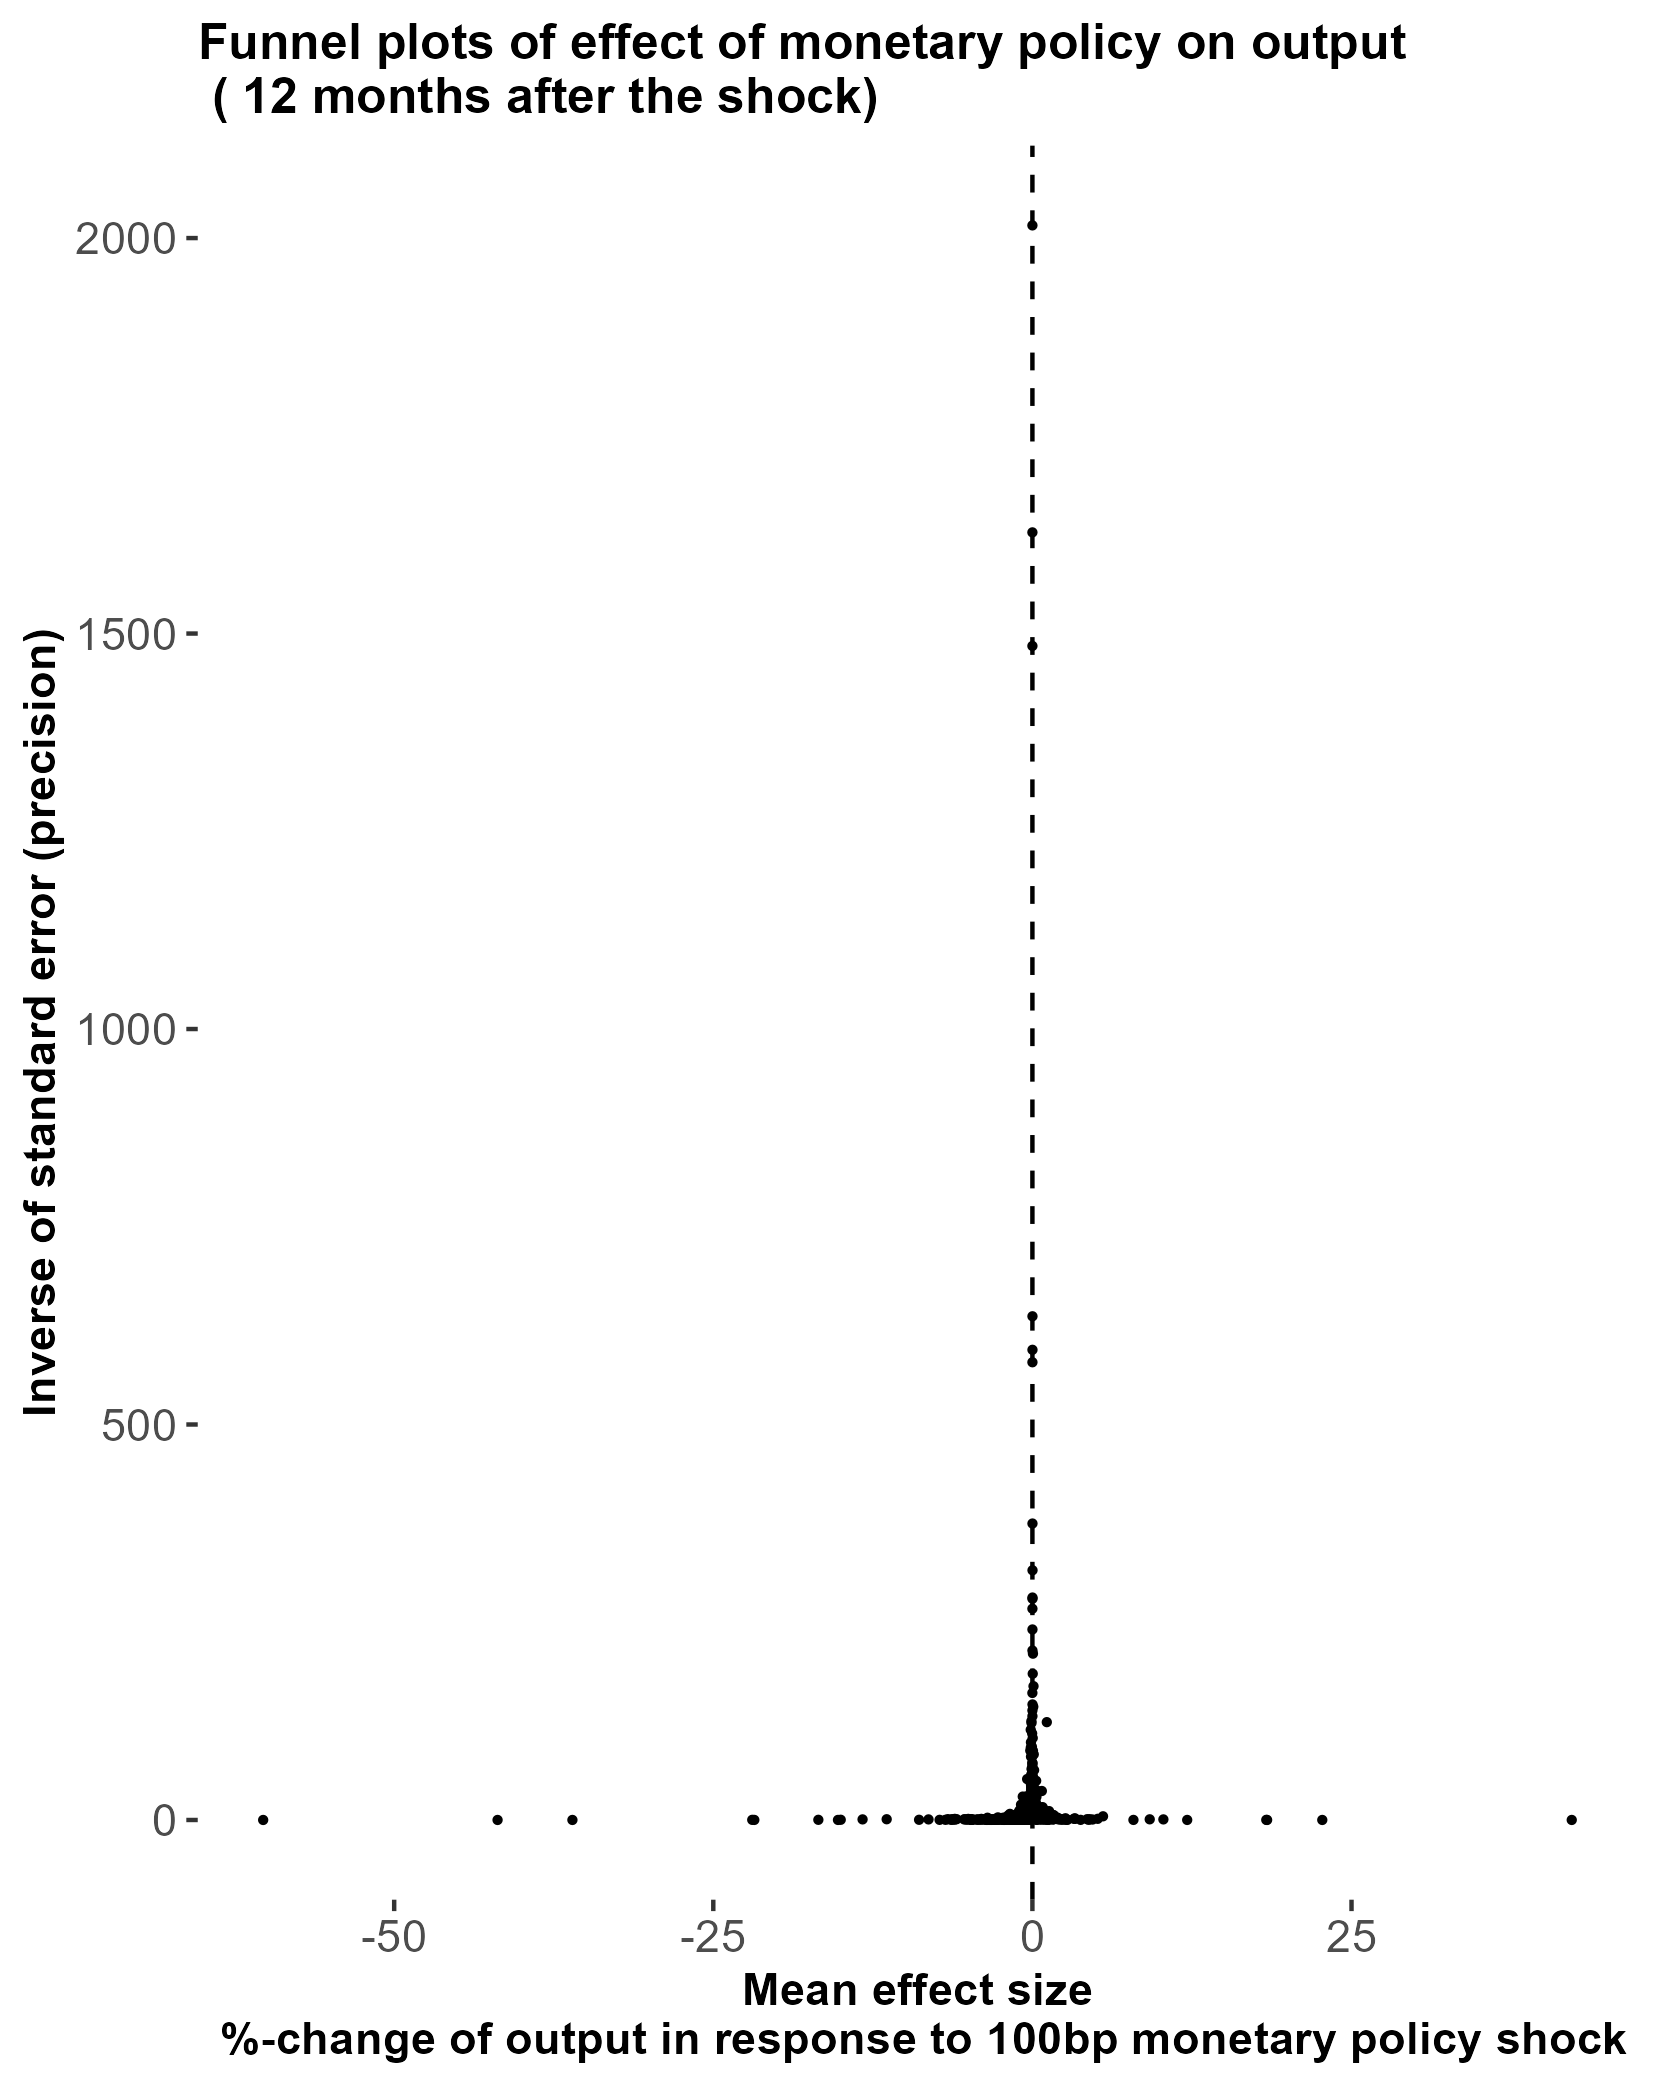 Funnel plots of effect of monetary policy on output
( 12 months after the shock)
Inverse of standard error (precision)
2000
1500
1000
500
0
-50
-25
0
25
Mean effect size
%-change of output in response to 100bp monetary policy shock